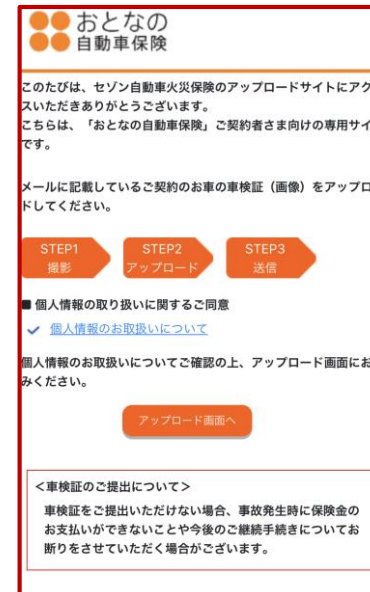 おとなの
自動車保険
このたびは、セゾン自動車火災保険のアップロードサイトにアク
スいただきありがとうございます。
こちらは、「おとなの自動車保険」ご契約者さま向けの専用サイ
です。
メールに記載しているご契約のお車の車検証（画像）をアップロ
ドしてください。
STEP1
撮影
STEP2
アップロード
STEP3
送信
■ 個人情報の取り扱いに関するご同意
✓ 個人情報のお取扱いについて
個人情報のお取扱いについてご確認の上、アップロード画面にお
みください。
アップロード画面へ
＜車検証のご提出について＞
車検証をご提出いただけない場合、事故発生時に保険金の
お支払いができないことや今後のご継続手続きについてお
断りをさせていただく場合がございます。